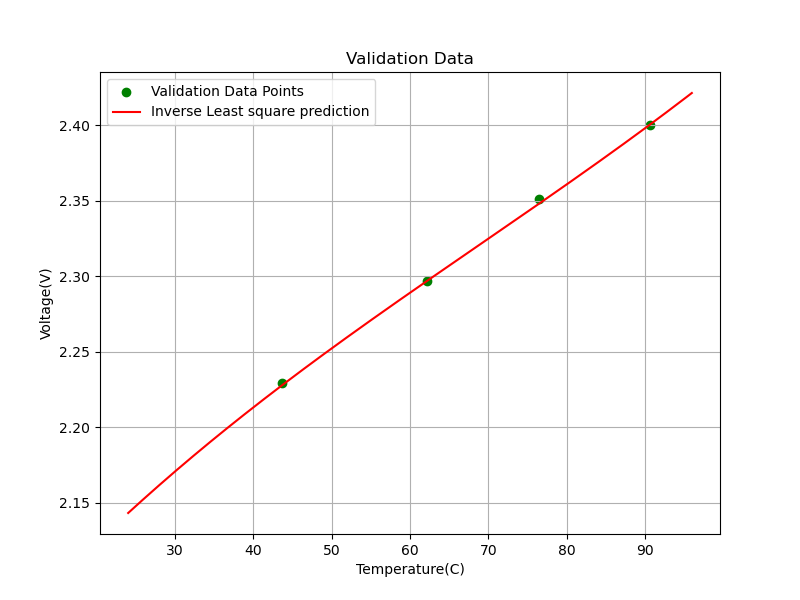 Validation Data
Validation Data Points
Inverse Least square prediction
2.40
2.35
2.30
2.25
2.20
2.15
Voltage(V)
30 40 50 60 70 80 90
Temperature(C)